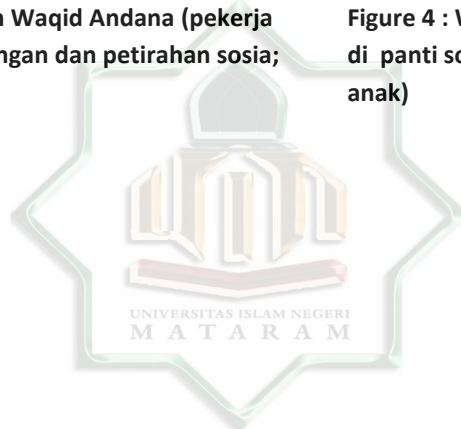 n Waqid Andana (pekerja
ngan dan petirahan sosia;
Figure 4 : W
di panti so
anak)
UNIVERSITAS ISLAM NEGERI
M A T A R A M